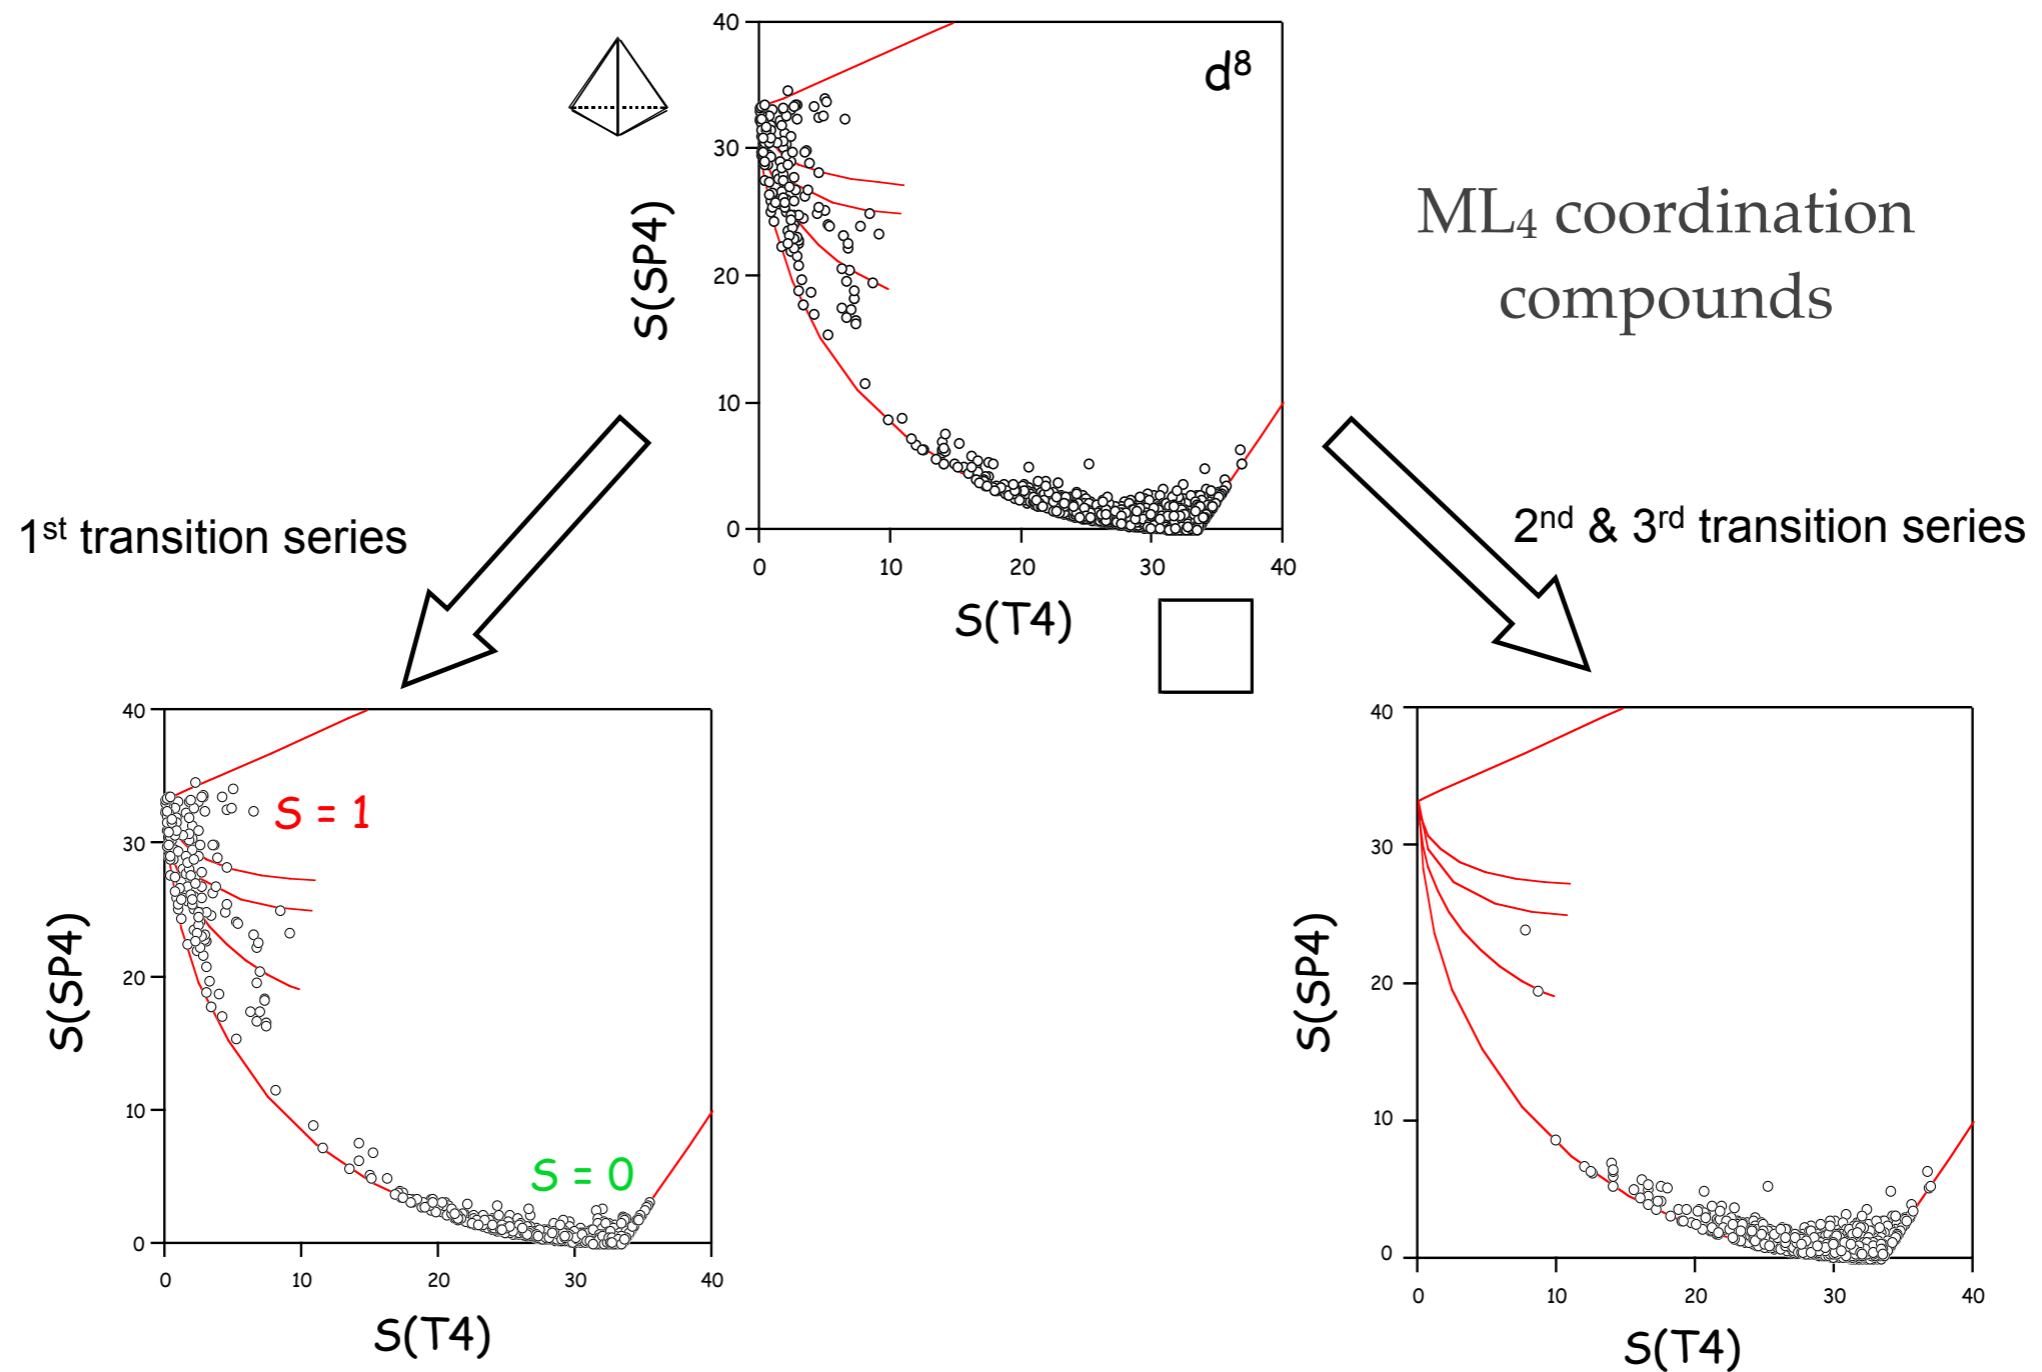 40
30
20
10
0
0 10 20 30 40
S(SP4)
S(T4)
d⁸
ML₄ coordination
compounds
1ˢᵗ transition series
2ⁿᵈ & 3ʳᵈ transition series
40
30
20
10
0
0 10 20 30 40
S(SP4)
S(T4)
S = 1
S = 0
40
30
20
10
0
0 10 20 30 40
S(SP4)
S(T4)